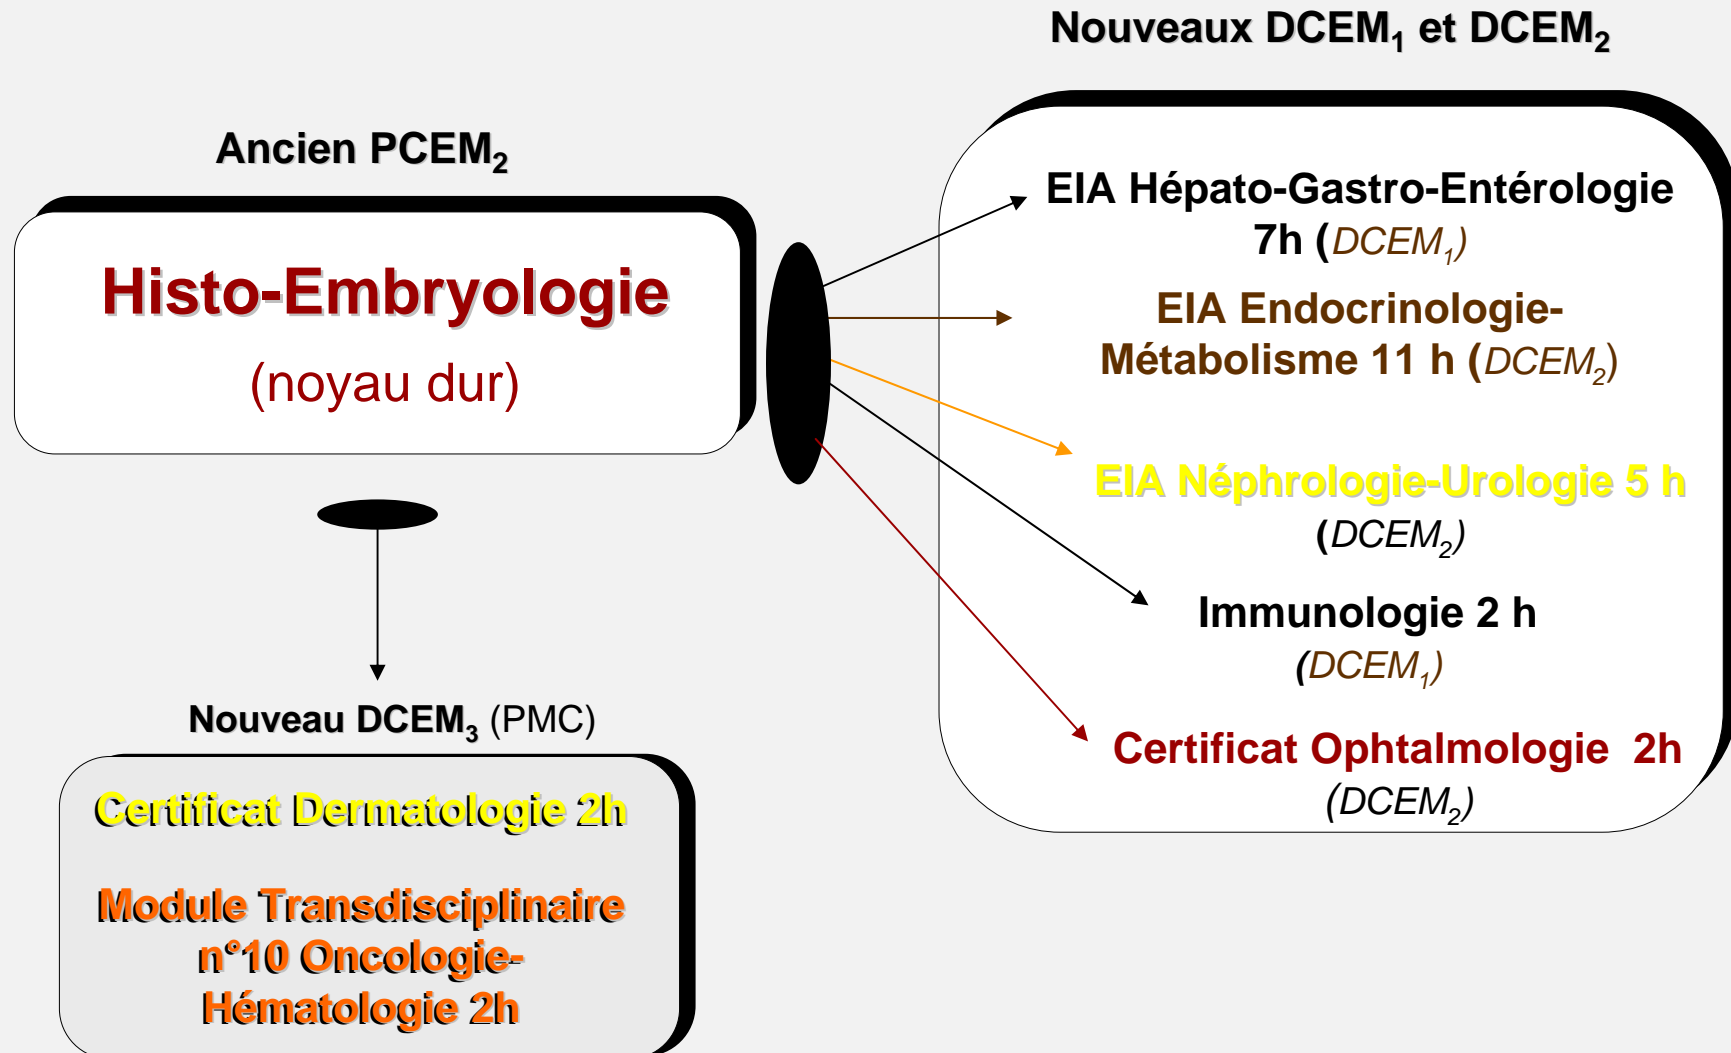 Nouveaux DCEM₁ et DCEM₂
Ancien PCEM₂
Histo-Embryologie
(noyau dur)
EIA Hépato-Gastro-Entérologie
7h (DCEM₁)
EIA Endocrinologie-
Métabolisme 11 h (DCEM₂)
EIA Néphrologie-Urologie 5 h
(DCEM₂)
Immunologie 2 h
(DCEM₁)
Certificat Ophtalmologie 2h
(DCEM₂)
Nouveau DCEM₃ (PMC)
Certificat Dermatologie 2h
Module Transdisciplinaire
n°10 Oncologie-
Hématologie 2h